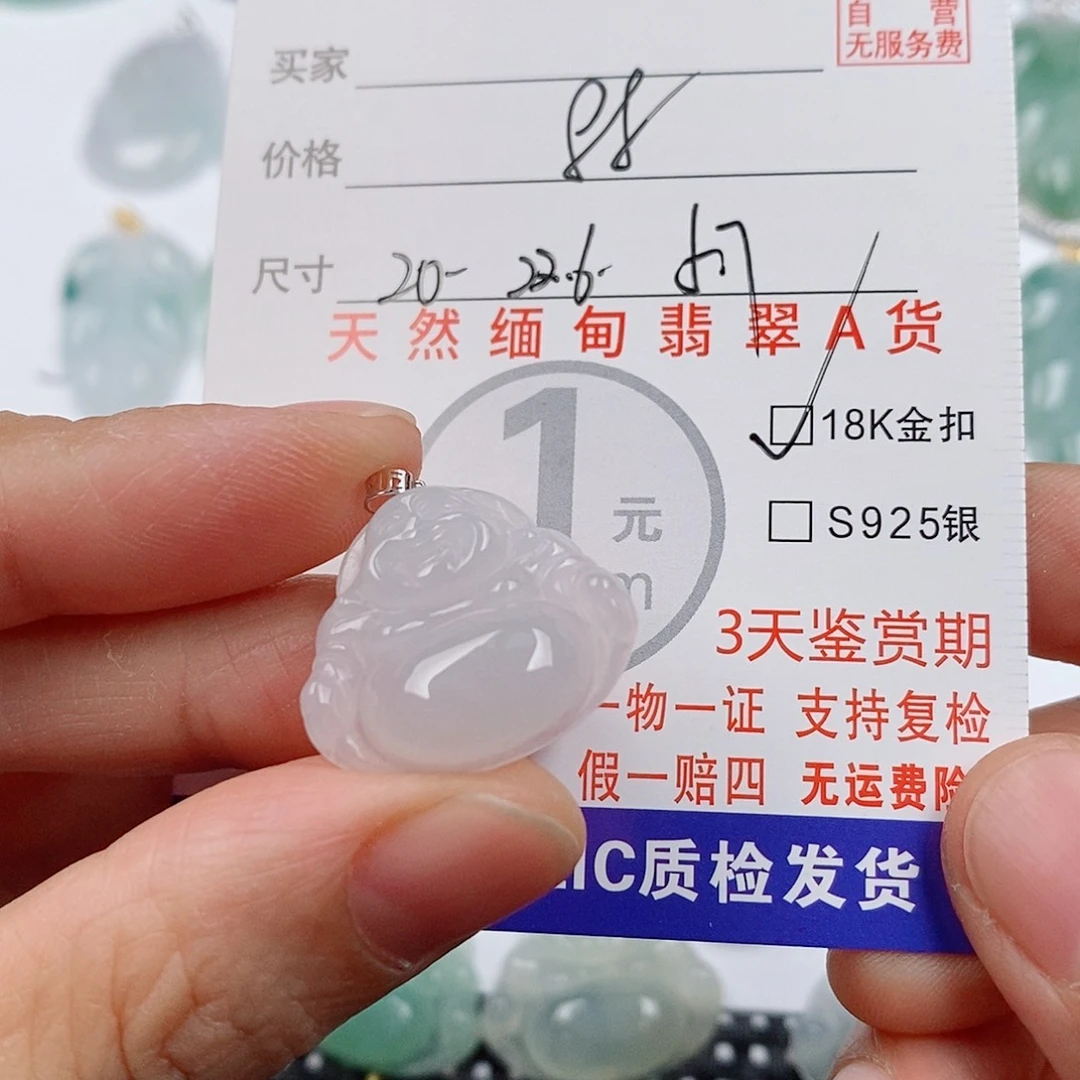 自 营
无服务费
买家
价格 98
尺寸 20-22.6-
天然缅甸翡翠A货
1元
18K金扣
S925银
3天鉴赏期
一物一证 支持复检
假一赔四 无运费险
IC质检发货